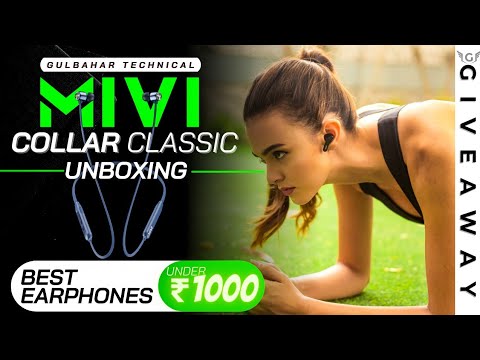 GULBAHAR TECHNICAL
MIVI
COLLAR CLASSIC
UNBOXING
BEST
EARPHONES
UNDER
₹1000
G
GIVEAWAY